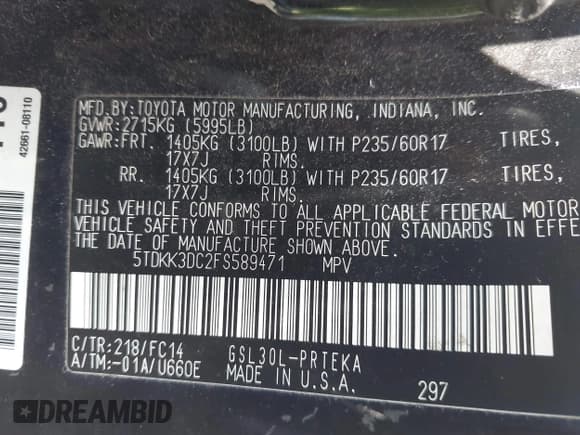 42661-08110
MFD.BY:TOYOTA MOTOR MANUFACTURING, INDIANA, INC.
GVWR:2715KG (5995LB)
GAWR:FRT. 1405KG (3100LB) WITH P235/60R17 TIRES,
17X7J RIMS.
RR. 1405KG (3100LB) WITH P235/60R17 TIRES,
17X7J RIMS.
THIS VEHICLE CONFORMS TO ALL APPLICABLE FEDERAL MOTOR
VEHICLE SAFETY AND THEFT PREVENTION STANDARDS IN EFFE
THE DATE OF MANUFACTURE SHOWN ABOVE.
5TDKK3DC2FS589471 MPV
C/TR:218/FC14 GSL30L-PRTEKA
A/TM:-01A/U660E MADE IN U.S.A. 297
DREAMBID